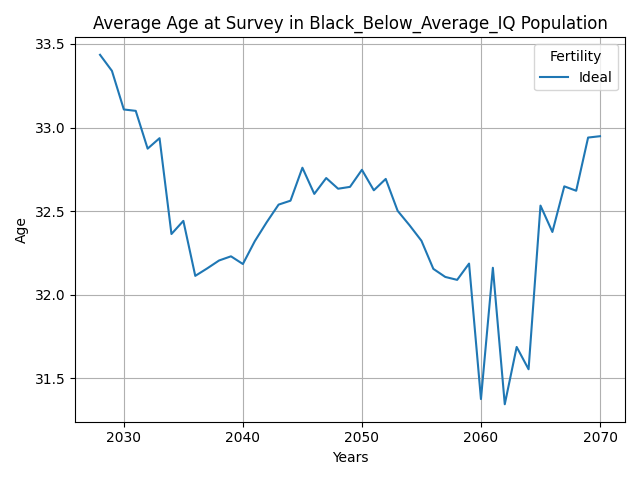 Average Age at Survey in Black_Below_Average_IQ Population
Fertility
Ideal
33.5
33.0
32.5
32.0
31.5
Age
2030 2040 2050 2060 2070
Years